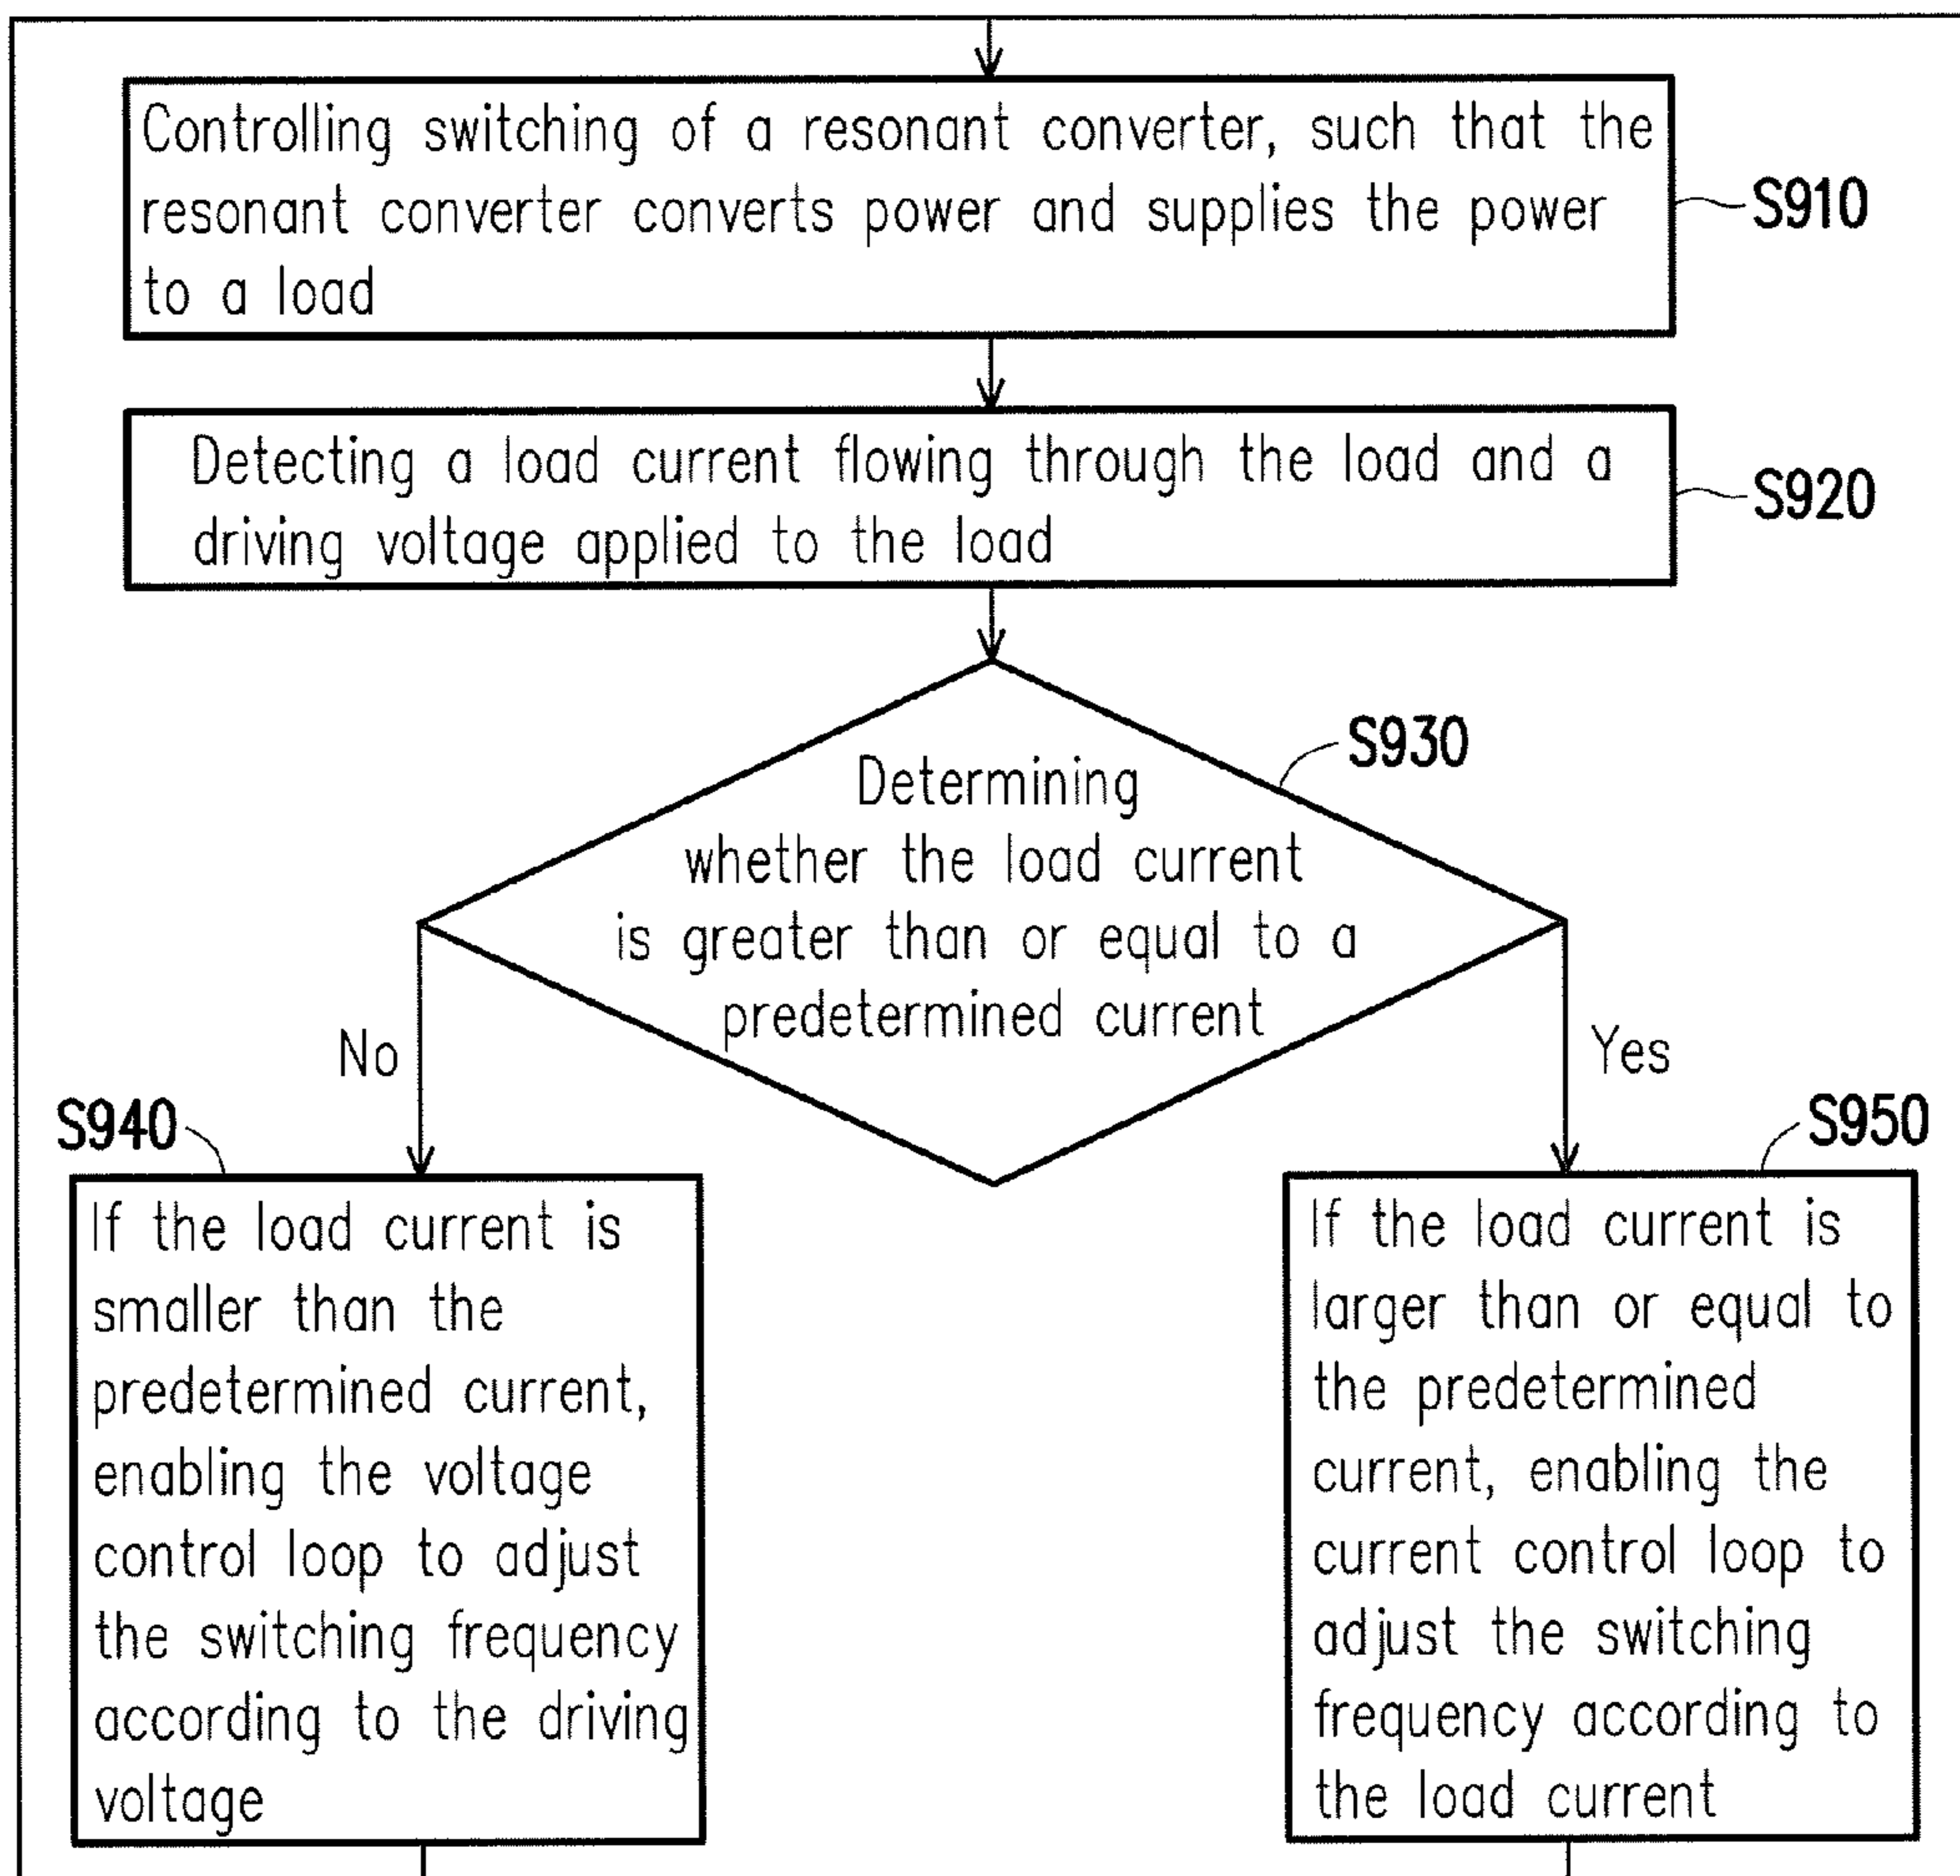 Controlling switching of a resonant converter, such that the
resonant converter converts power and supplies the power
to a load
S910
Detecting a load current flowing through the load and a
driving voltage applied to the load
S920
S930
Determining
whether the load current
is greater than or equal to a
predetermined current
No
Yes
S940
If the load current is
smaller than the
predetermined current,
enabling the voltage
control loop to adjust
the switching frequency
according to the driving
voltage
S950
If the load current is
larger than or equal to
the predetermined
current, enabling the
current control loop to
adjust the switching
frequency according to
the load current